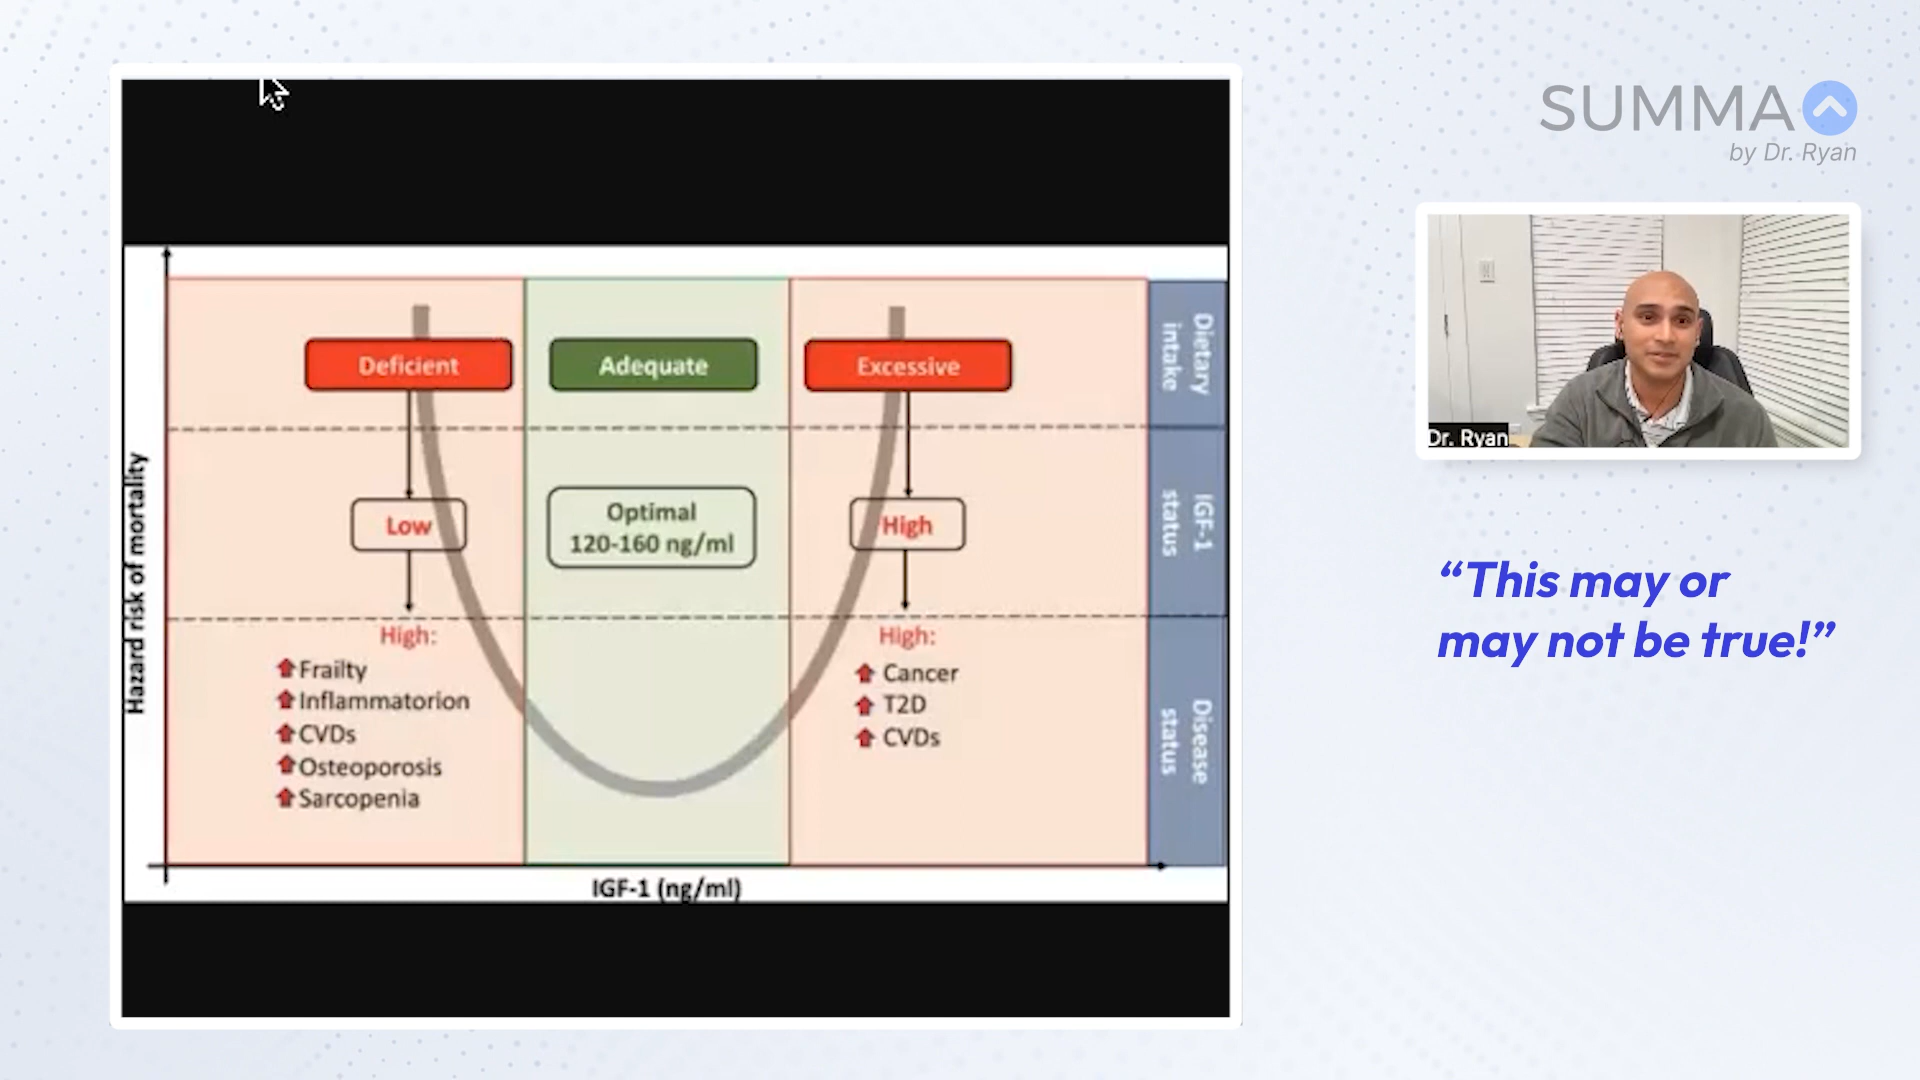 SUMMA
by Dr. Ryan
Dr. Ryan
“This may or
may not be true!”
Hazard risk of mortality
Deficient
Adequate
Excessive
Dietary
intake
Low
Optimal
120-160 ng/ml
High
IGF-1
status
High:
Frailty
Inflammatorion
CVDs
Osteoporosis
Sarcopenia
High:
Cancer
T2D
CVDs
Disease
status
IGF-1 (ng/ml)